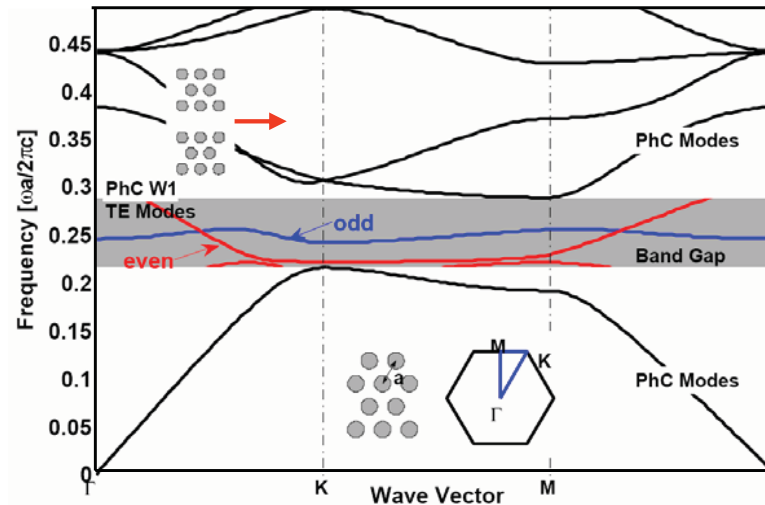 0.45
0.4
0.35
0.3
0.25
0.2
0.15
0.1
0.05
0
Frequency [ωa/2πc]
PhC Modes
PhC W1
TE Modes
odd
even
Band Gap
PhC Modes
a
M
K
Γ
Γ
K
M
Wave Vector